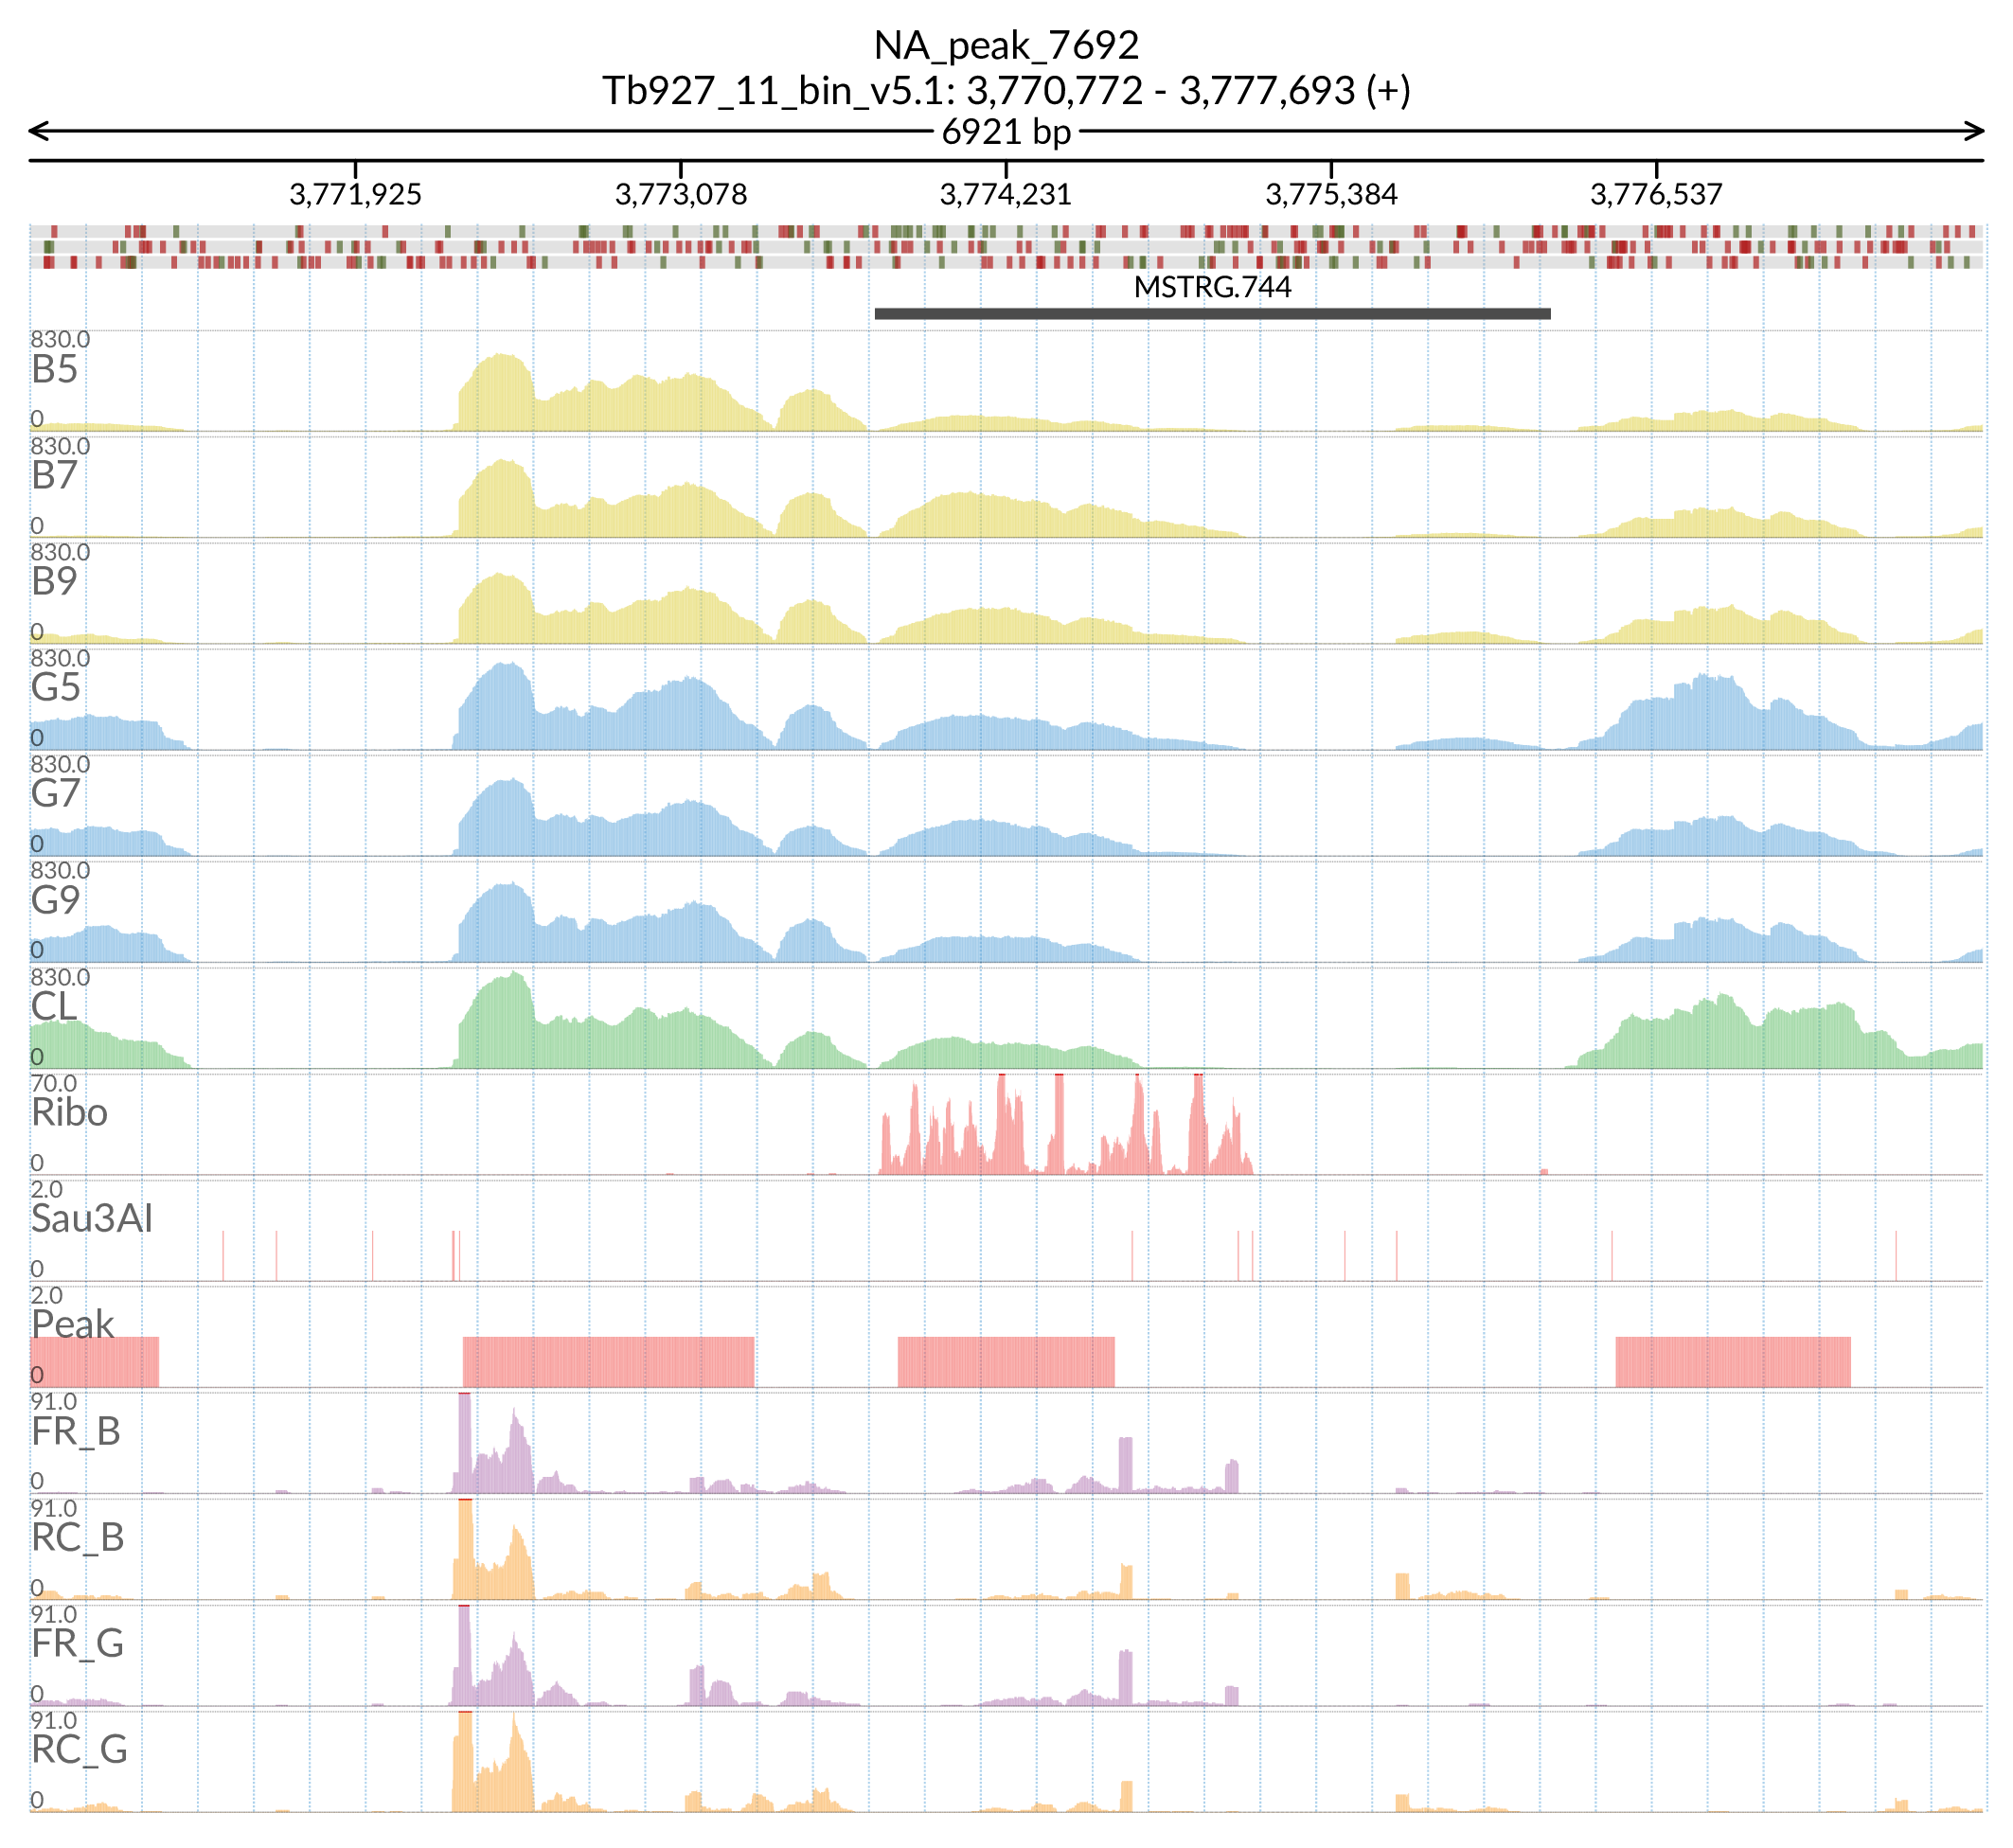 NA_peak_7692
Tb927_11_bin_v5.1: 3,770,772 - 3,777,693 (+)
6921 bp
3,771,925 3,773,078 3,774,231 3,775,384 3,776,537
MSTRG.744
830.0
B5
0
830.0
B7
0
830.0
B9
0
830.0
G5
0
830.0
G7
0
830.0
G9
0
830.0
CL
0
70.0
Ribo
0
2.0
Sau3AI
0
2.0
Peak
0
91.0
FR_B
0
91.0
RC_B
0
91.0
FR_G
0
91.0
RC_G
0